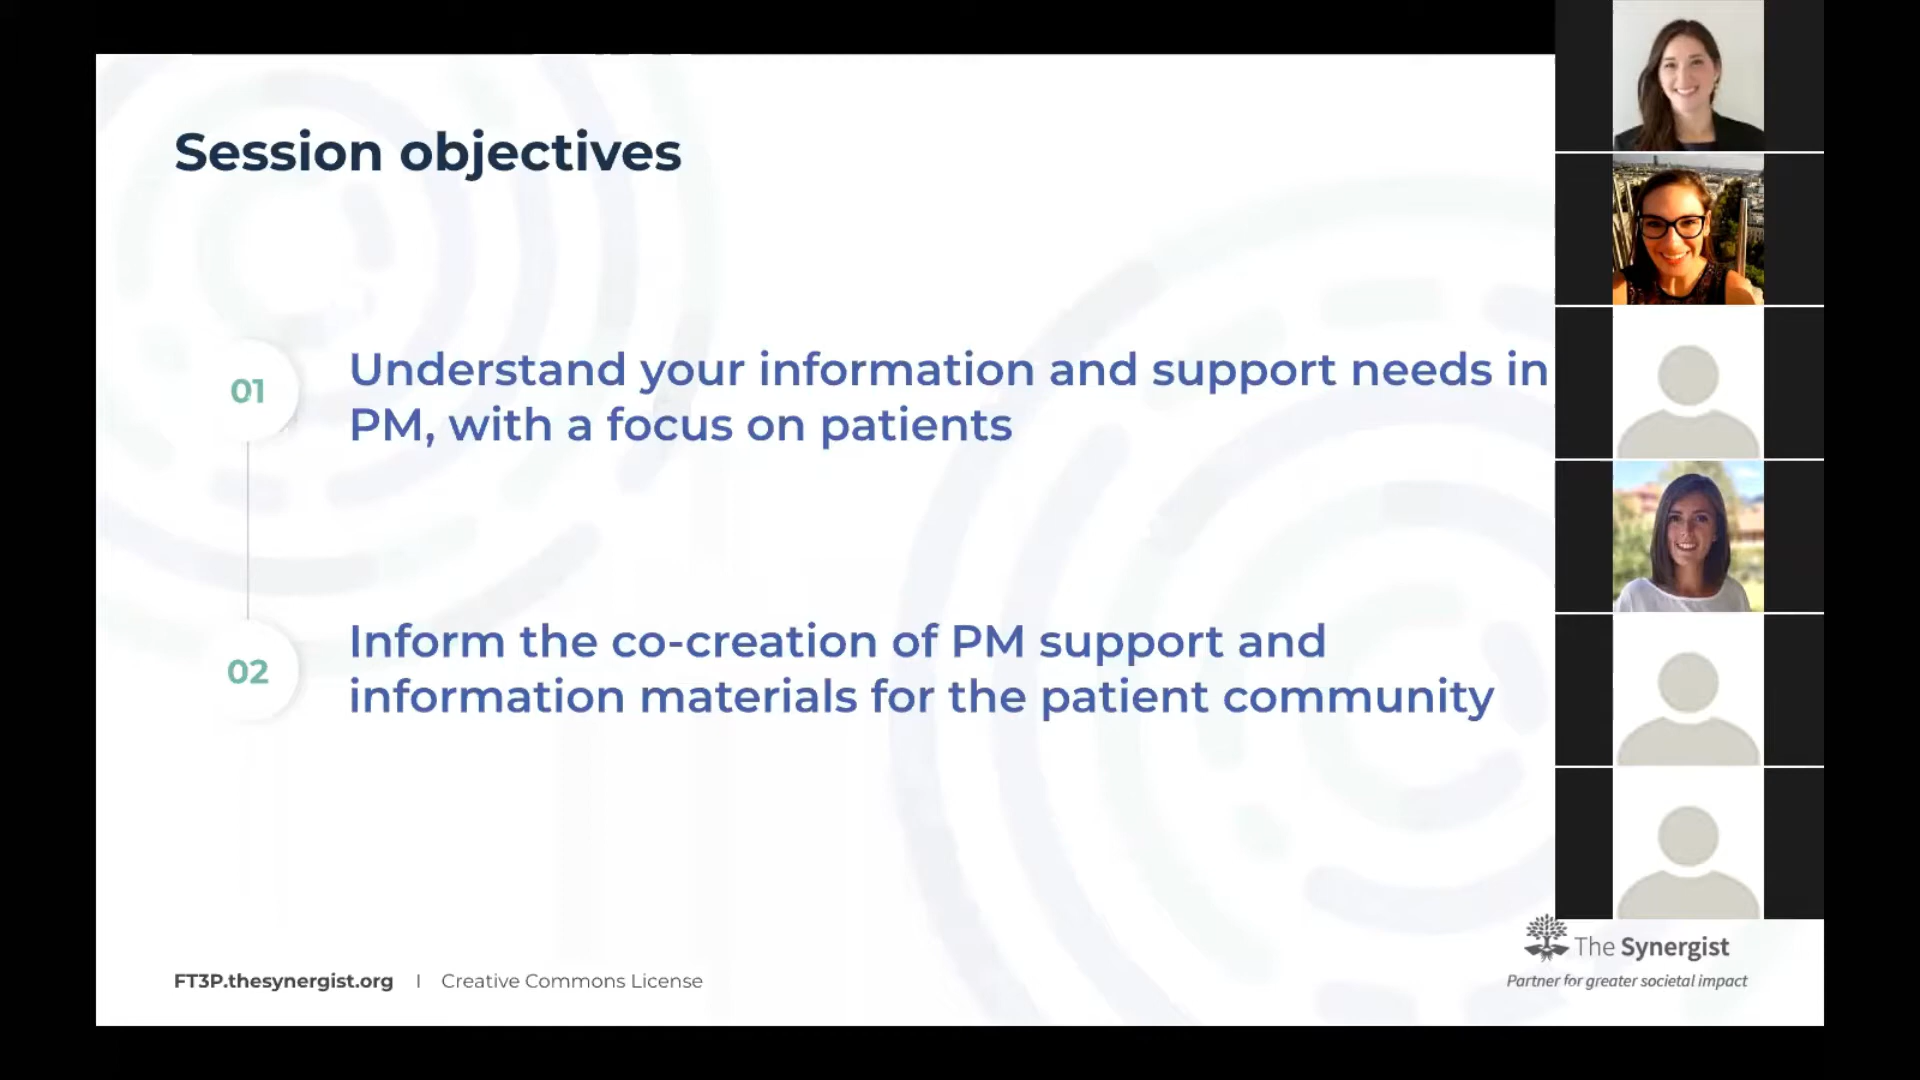 Session objectives
01
Understand your information and support needs in
PM, with a focus on patients
02
Inform the co-creation of PM support and
information materials for the patient community
FT3P.thesynergist.org | Creative Commons License
The Synergist
Partner for greater societal impact